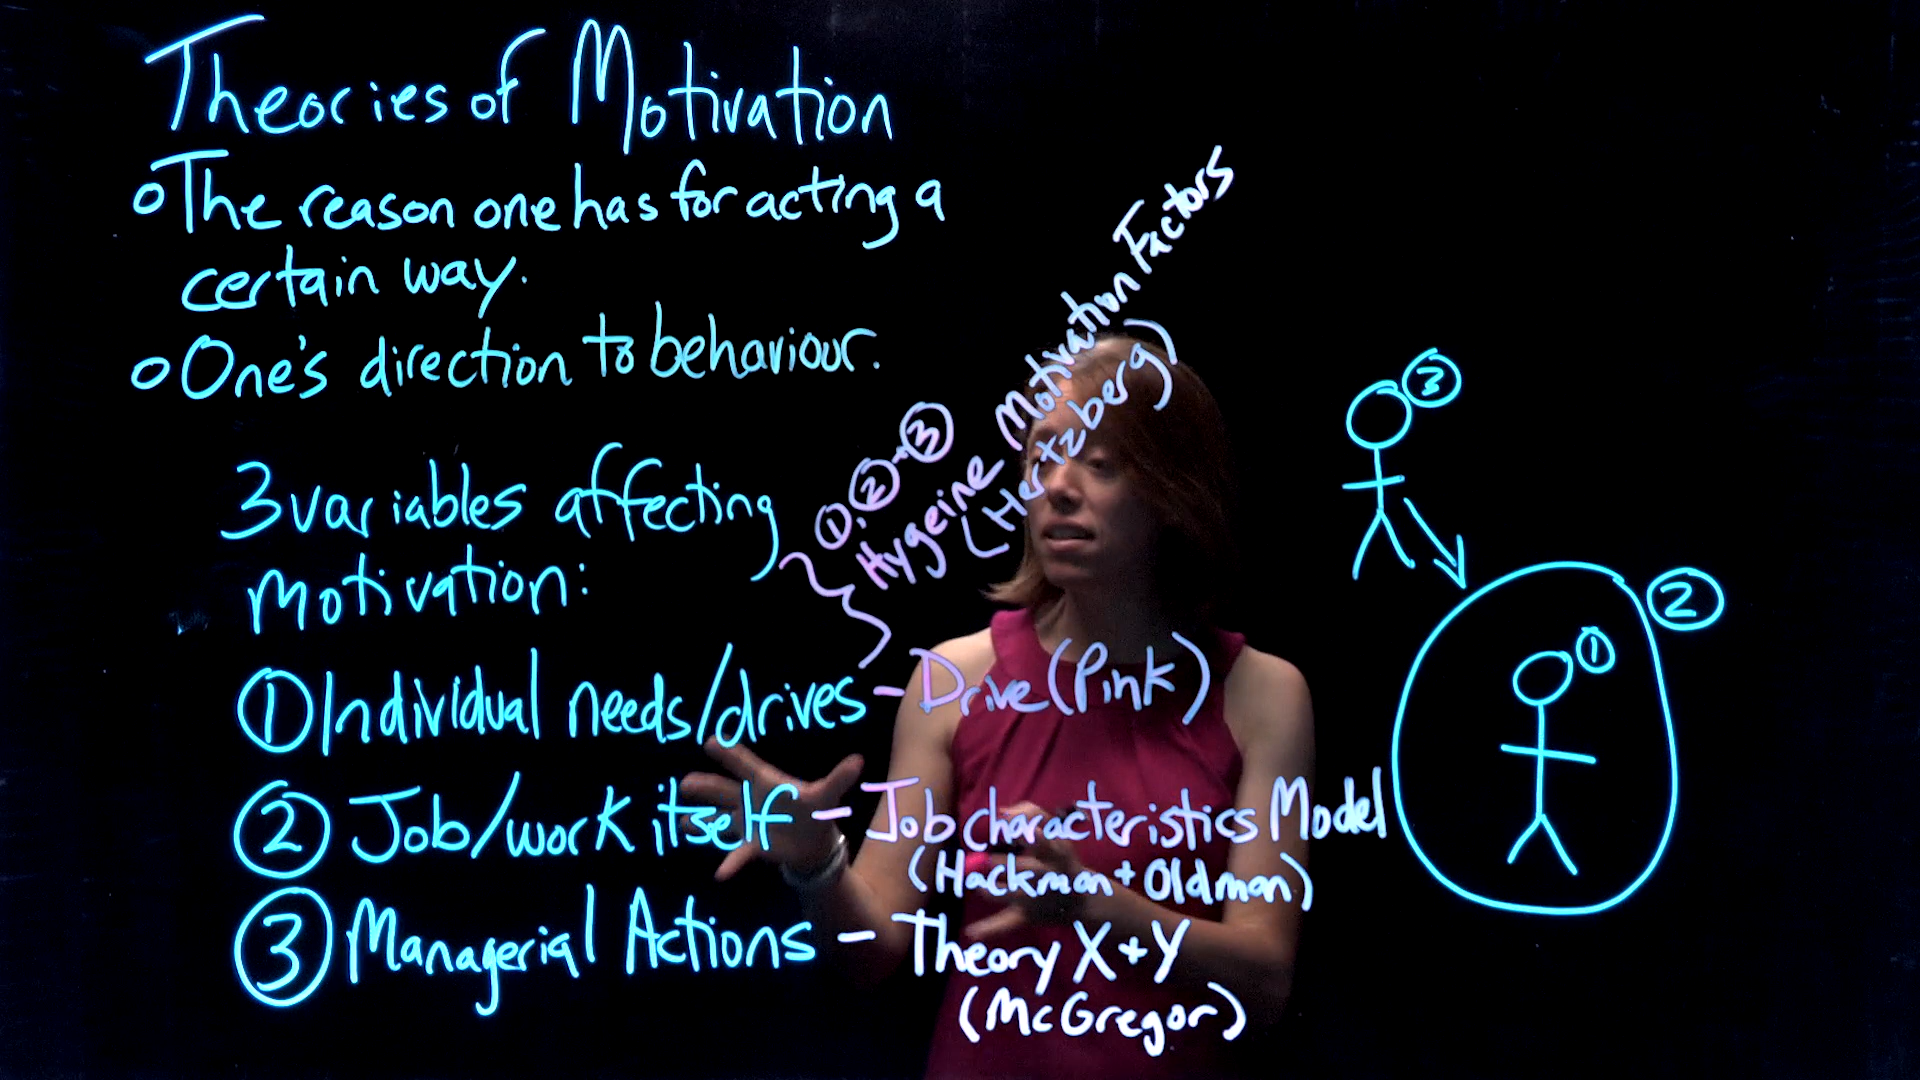 Theories of Motivation
o The reason one has for acting a
certain way.
o One's direction to behaviour.
3 variables affecting
motivation:
① , ② + ③
Hygeine Motivation Factors
(Hertzberg)
① Individual needs/drives - Drive (Pink)
② Job/work itself - Job characteristics Model
(Hackman + Oldman)
③ Managerial Actions - Theory X + Y
(McGregor)
③
②
①